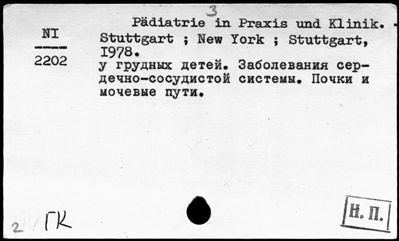 3
Pädiatrie in Praxis und Klinik.
NI
Stuttgart ; New York ; Stuttgart,
1978.
2202
у грудных детей. Заболевания сер-
дечно-сосудистой системы. Почки и
мочевые пути.
2
ГК
Н. П.